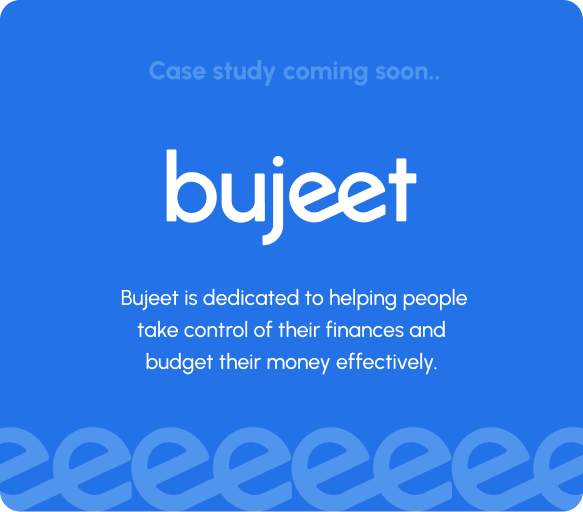 Case study coming soon..
bujeet
Bujeet is dedicated to helping people
take control of their finances and
budget their money effectively.
eeeeeeee